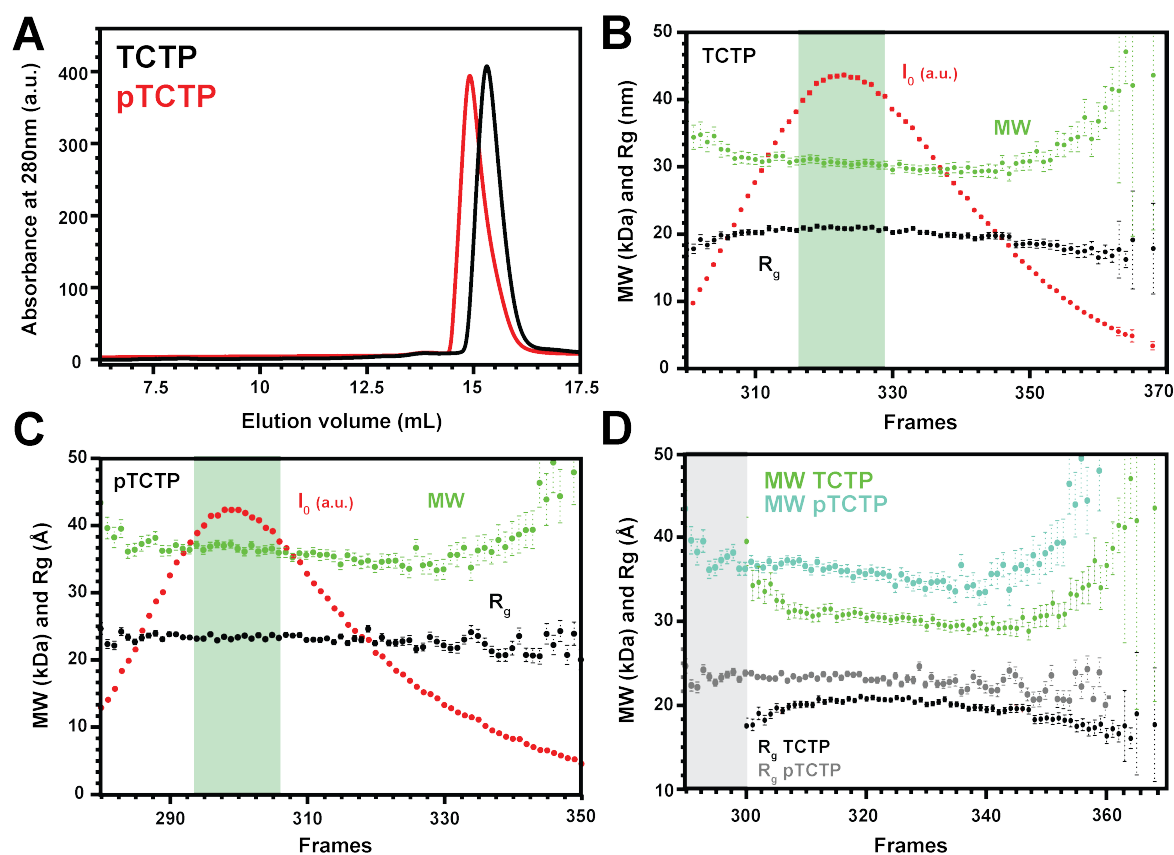 A
TCTP
pTCTP
Absorbance at 280nm (a.u.)
400
300
200
100
0
7.5
10
12.5
15
17.5
Elution volume (mL)
B
TCTP
I0 (a.u.)
MW
Rg
MW (kDa) and Rg (nm)
50
40
30
20
10
0
310
330
350
370
Frames
C
pTCTP
I0 (a.u.)
MW
Rg
MW (kDa) and Rg (Å)
50
40
30
20
10
0
290
310
330
350
Frames
D
MW TCTP
MW pTCTP
Rg TCTP
Rg pTCTP
MW (kDa) and Rg (Å)
50
40
30
20
10
300
320
340
360
Frames